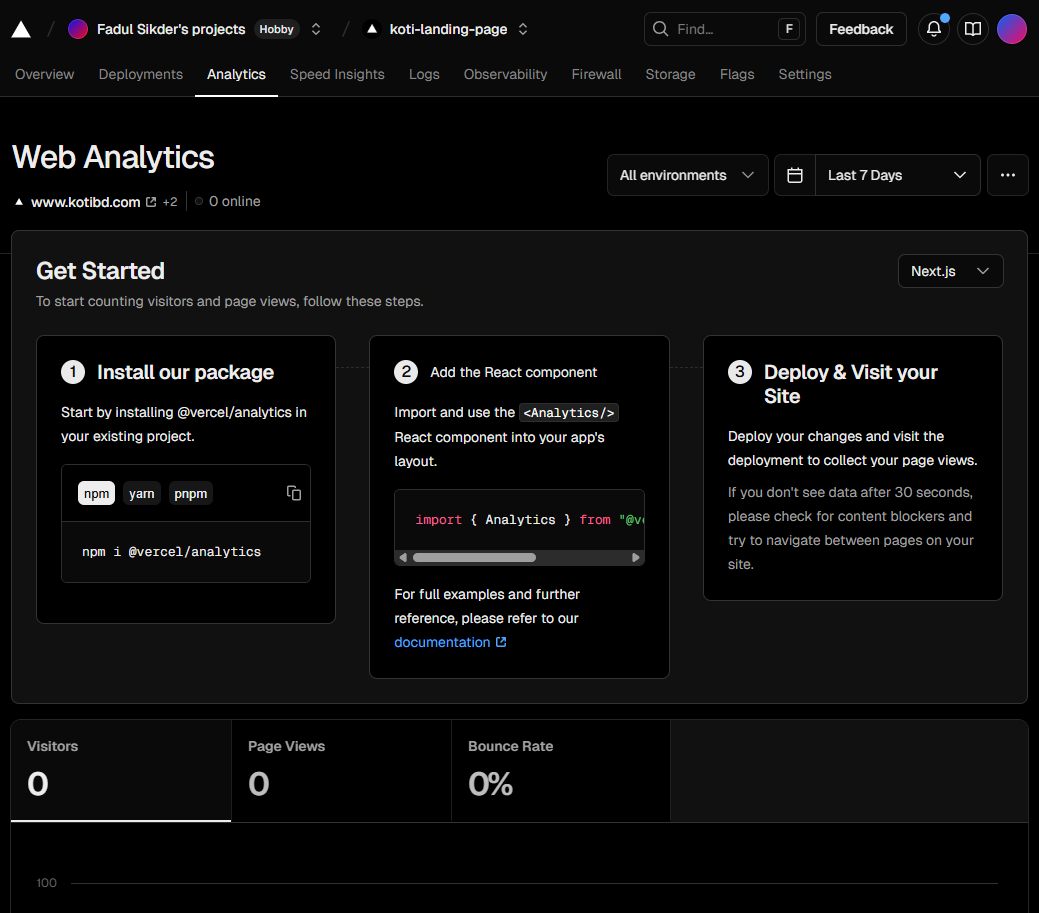 Fadul Sikder's projects Hobby koti-landing-page Find... F Feedback
Overview Deployments Analytics Speed Insights Logs Observability Firewall Storage Flags Settings
Web Analytics
www.kotibd.com +2 0 online
All environments Last 7 Days
Get Started
To start counting visitors and page views, follow these steps.
Next.js
1 Install our package
Start by installing @vercel/analytics in
your existing project.
npm yarn pnpm
npm i @vercel/analytics
2 Add the React component
Import and use the <Analytics/>
React component into your app's
layout.
import { Analytics } from "@ve
For full examples and further
reference, please refer to our
documentation
3 Deploy & Visit your
Site
Deploy your changes and visit the
deployment to collect your page views.
If you don't see data after 30 seconds,
please check for content blockers and
try to navigate between pages on your
site.
Visitors
0
Page Views
0
Bounce Rate
0%
100